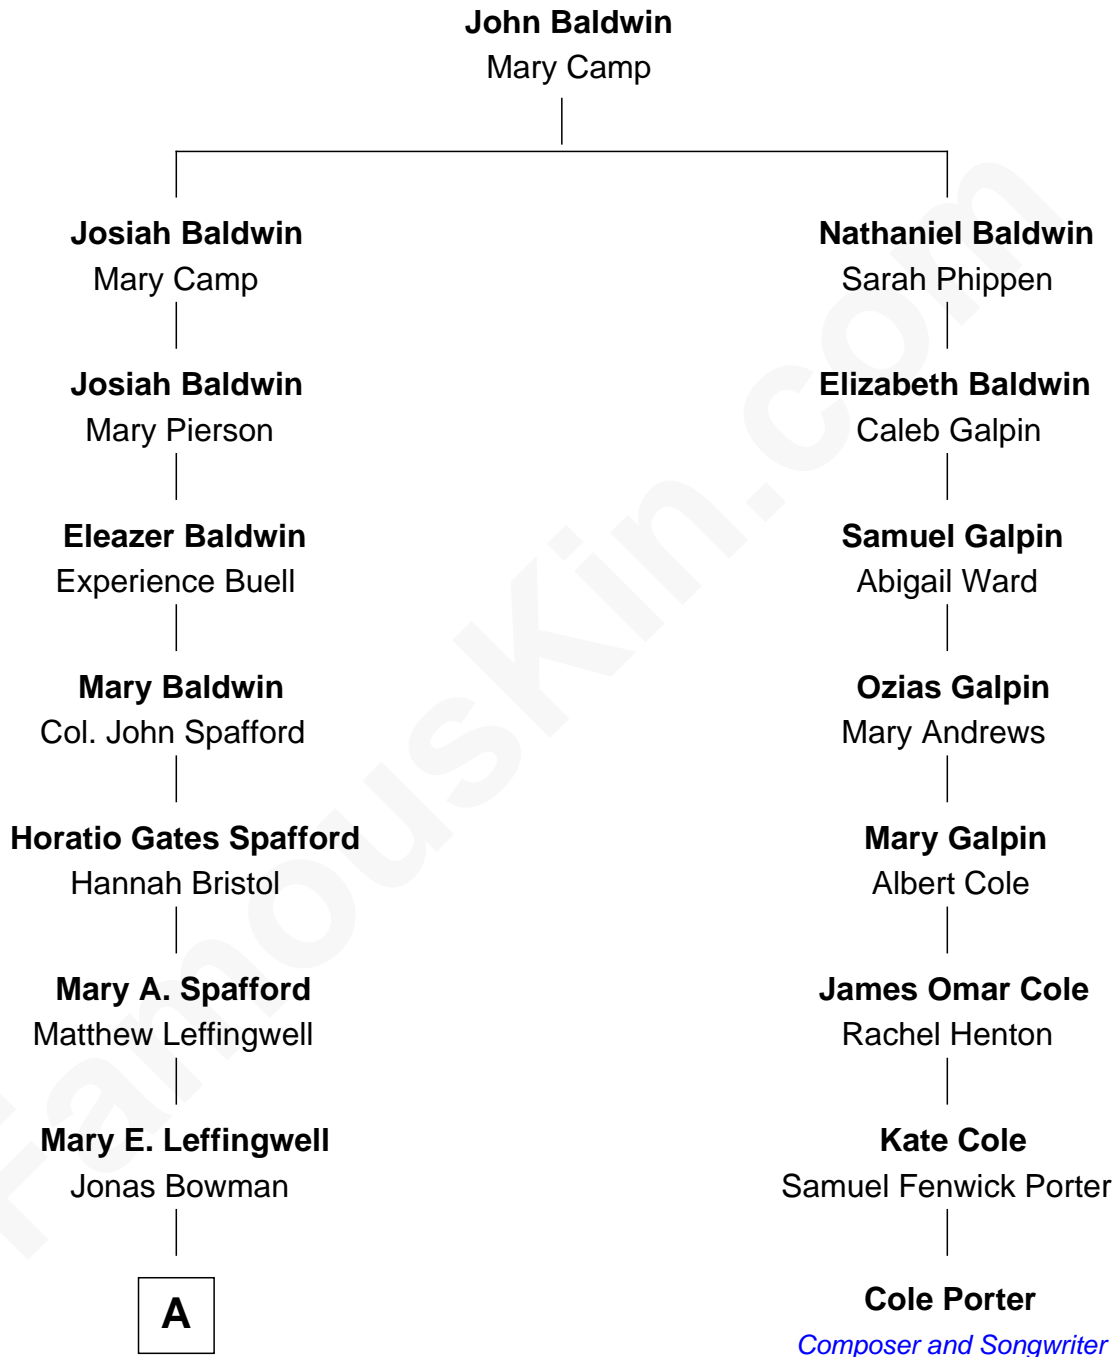 John Baldwin
Mary Camp
Josiah Baldwin
Mary Camp
Nathaniel Baldwin
Sarah Phippen
Josiah Baldwin
Mary Pierson
Elizabeth Baldwin
Caleb Galpin
Eleazer Baldwin
Experience Buell
Samuel Galpin
Abigail Ward
Mary Baldwin
Col. John Spafford
Ozias Galpin
Mary Andrews
Horatio Gates Spafford
Hannah Bristol
Mary Galpin
Albert Cole
Mary A. Spafford
Matthew Leffingwell
James Omar Cole
Rachel Henton
Mary E. Leffingwell
Jonas Bowman
Kate Cole
Samuel Fenwick Porter
A
Cole Porter
Composer and Songwriter
FamousKin.com